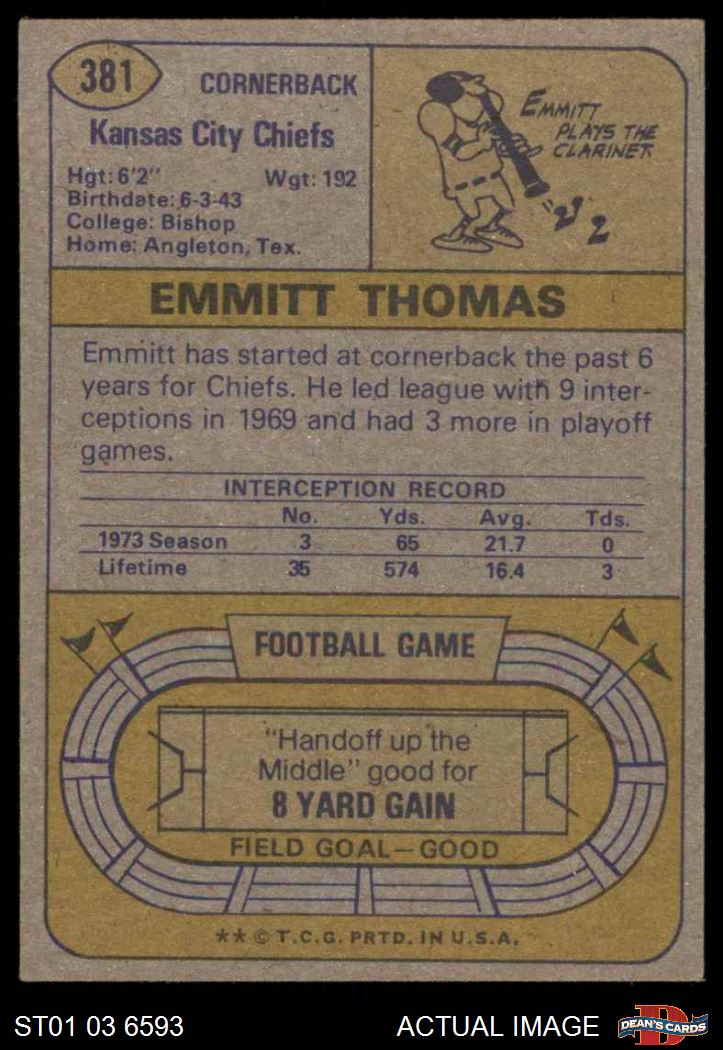 381
CORNERBACK
Kansas City Chiefs
Hgt: 6'2" Wgt: 192
Birthdate: 6-3-43
College: Bishop
Home: Angleton, Tex.
EMMITT
PLAYS THE
CLARINET
EMMITT THOMAS
Emmitt has started at cornerback the past 6
years for Chiefs. He led league with 9 inter-
ceptions in 1969 and had 3 more in playoff
games.
INTERCEPTION RECORD
No. Yds. Avg. Tds.
1973 Season 3 65 21.7 0
Lifetime 35 574 16.4 3
FOOTBALL GAME
"Handoff up the
Middle" good for
8 YARD GAIN
FIELD GOAL—GOOD
** © T.C.G. PRTD. IN U.S.A.
ST01 03 6593 ACTUAL IMAGE
D
DEAN'S CARDS